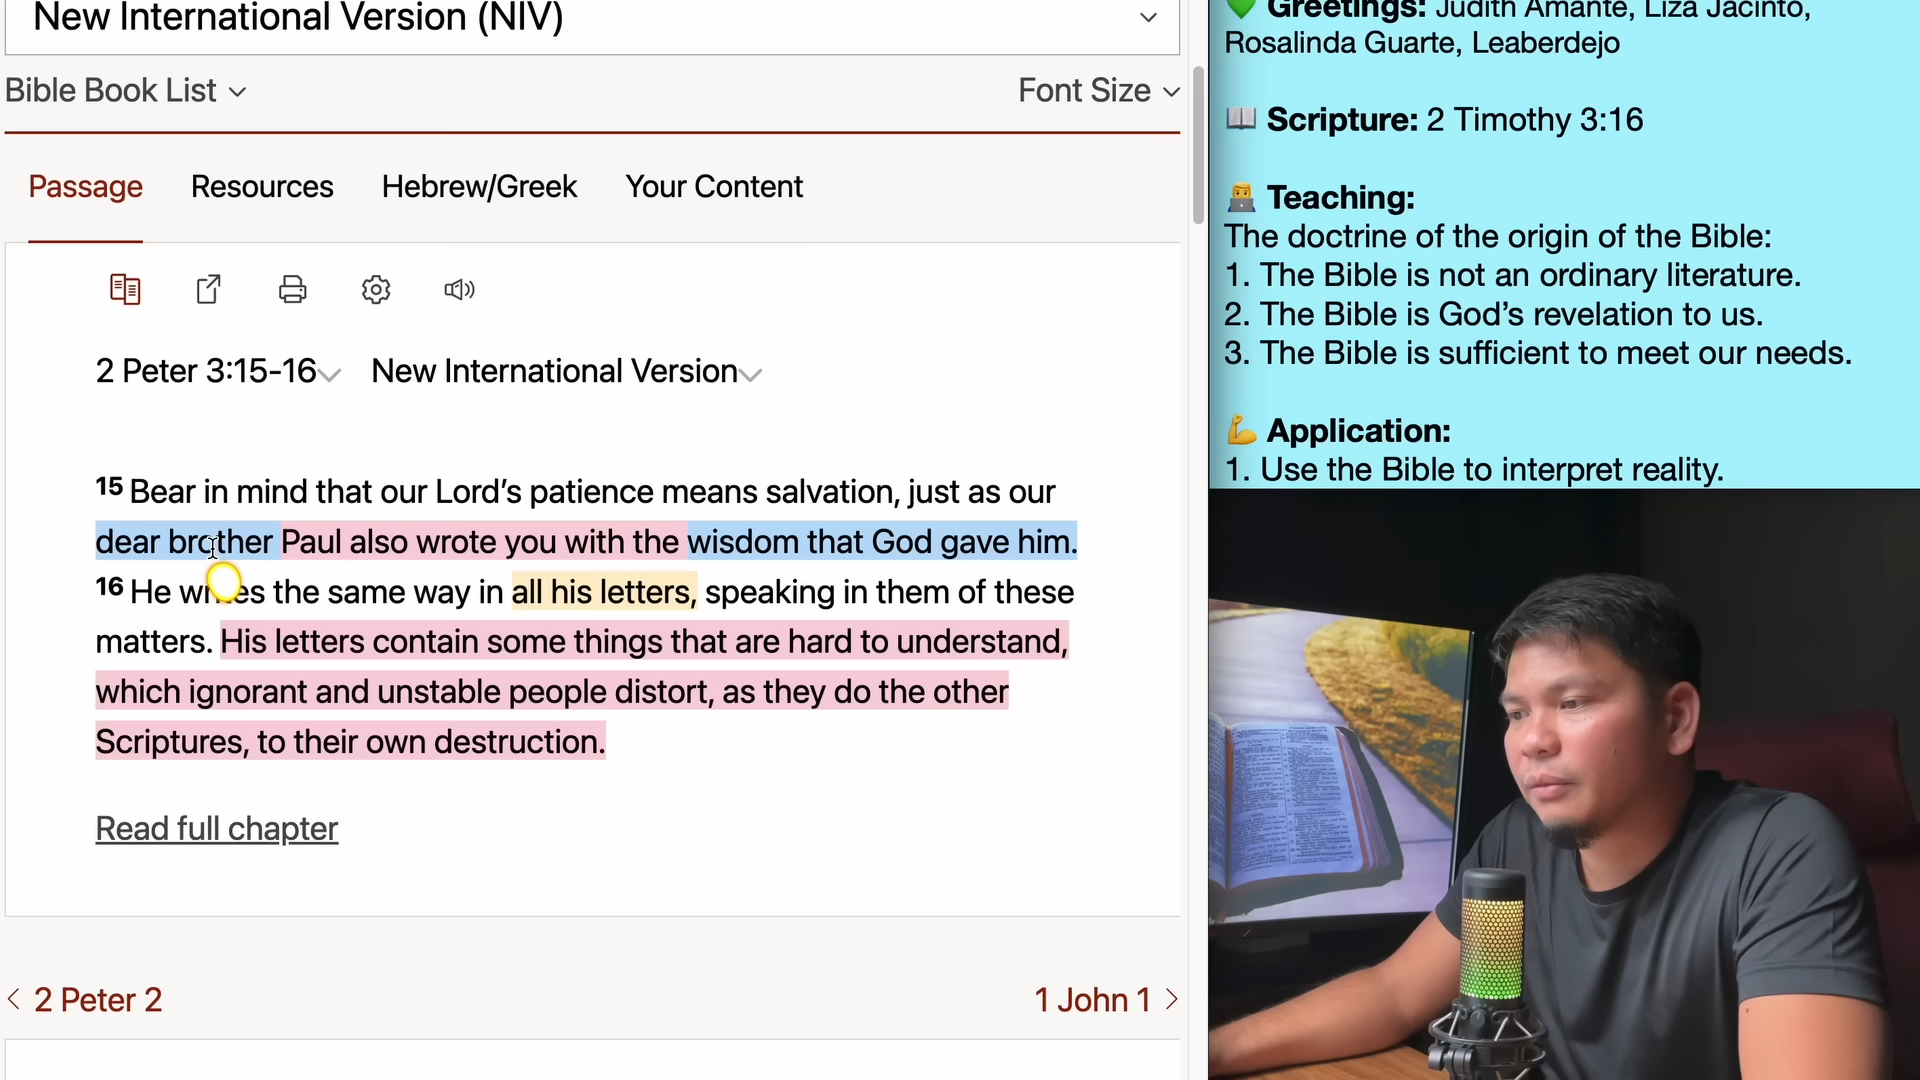 New International Version (NIV)
Bible Book List
Font Size
Passage
Resources
Hebrew/Greek
Your Content
2 Peter 3:15-16
New International Version
15 Bear in mind that our Lord’s patience means salvation, just as our
dear brother Paul also wrote you with the wisdom that God gave him.
16 He writes the same way in all his letters, speaking in them of these
matters. His letters contain some things that are hard to understand,
which ignorant and unstable people distort, as they do the other
Scriptures, to their own destruction.
Read full chapter
< 2 Peter 2
1 John 1 >
💚 Greetings: Judith Amante, Liza Jacinto,
Rosalinda Guarte, Leaberdejo
📖 Scripture: 2 Timothy 3:16
👨‍💻 Teaching:
The doctrine of the origin of the Bible:
1. The Bible is not an ordinary literature.
2. The Bible is God’s revelation to us.
3. The Bible is sufficient to meet our needs.
💪 Application:
1. Use the Bible to interpret reality.